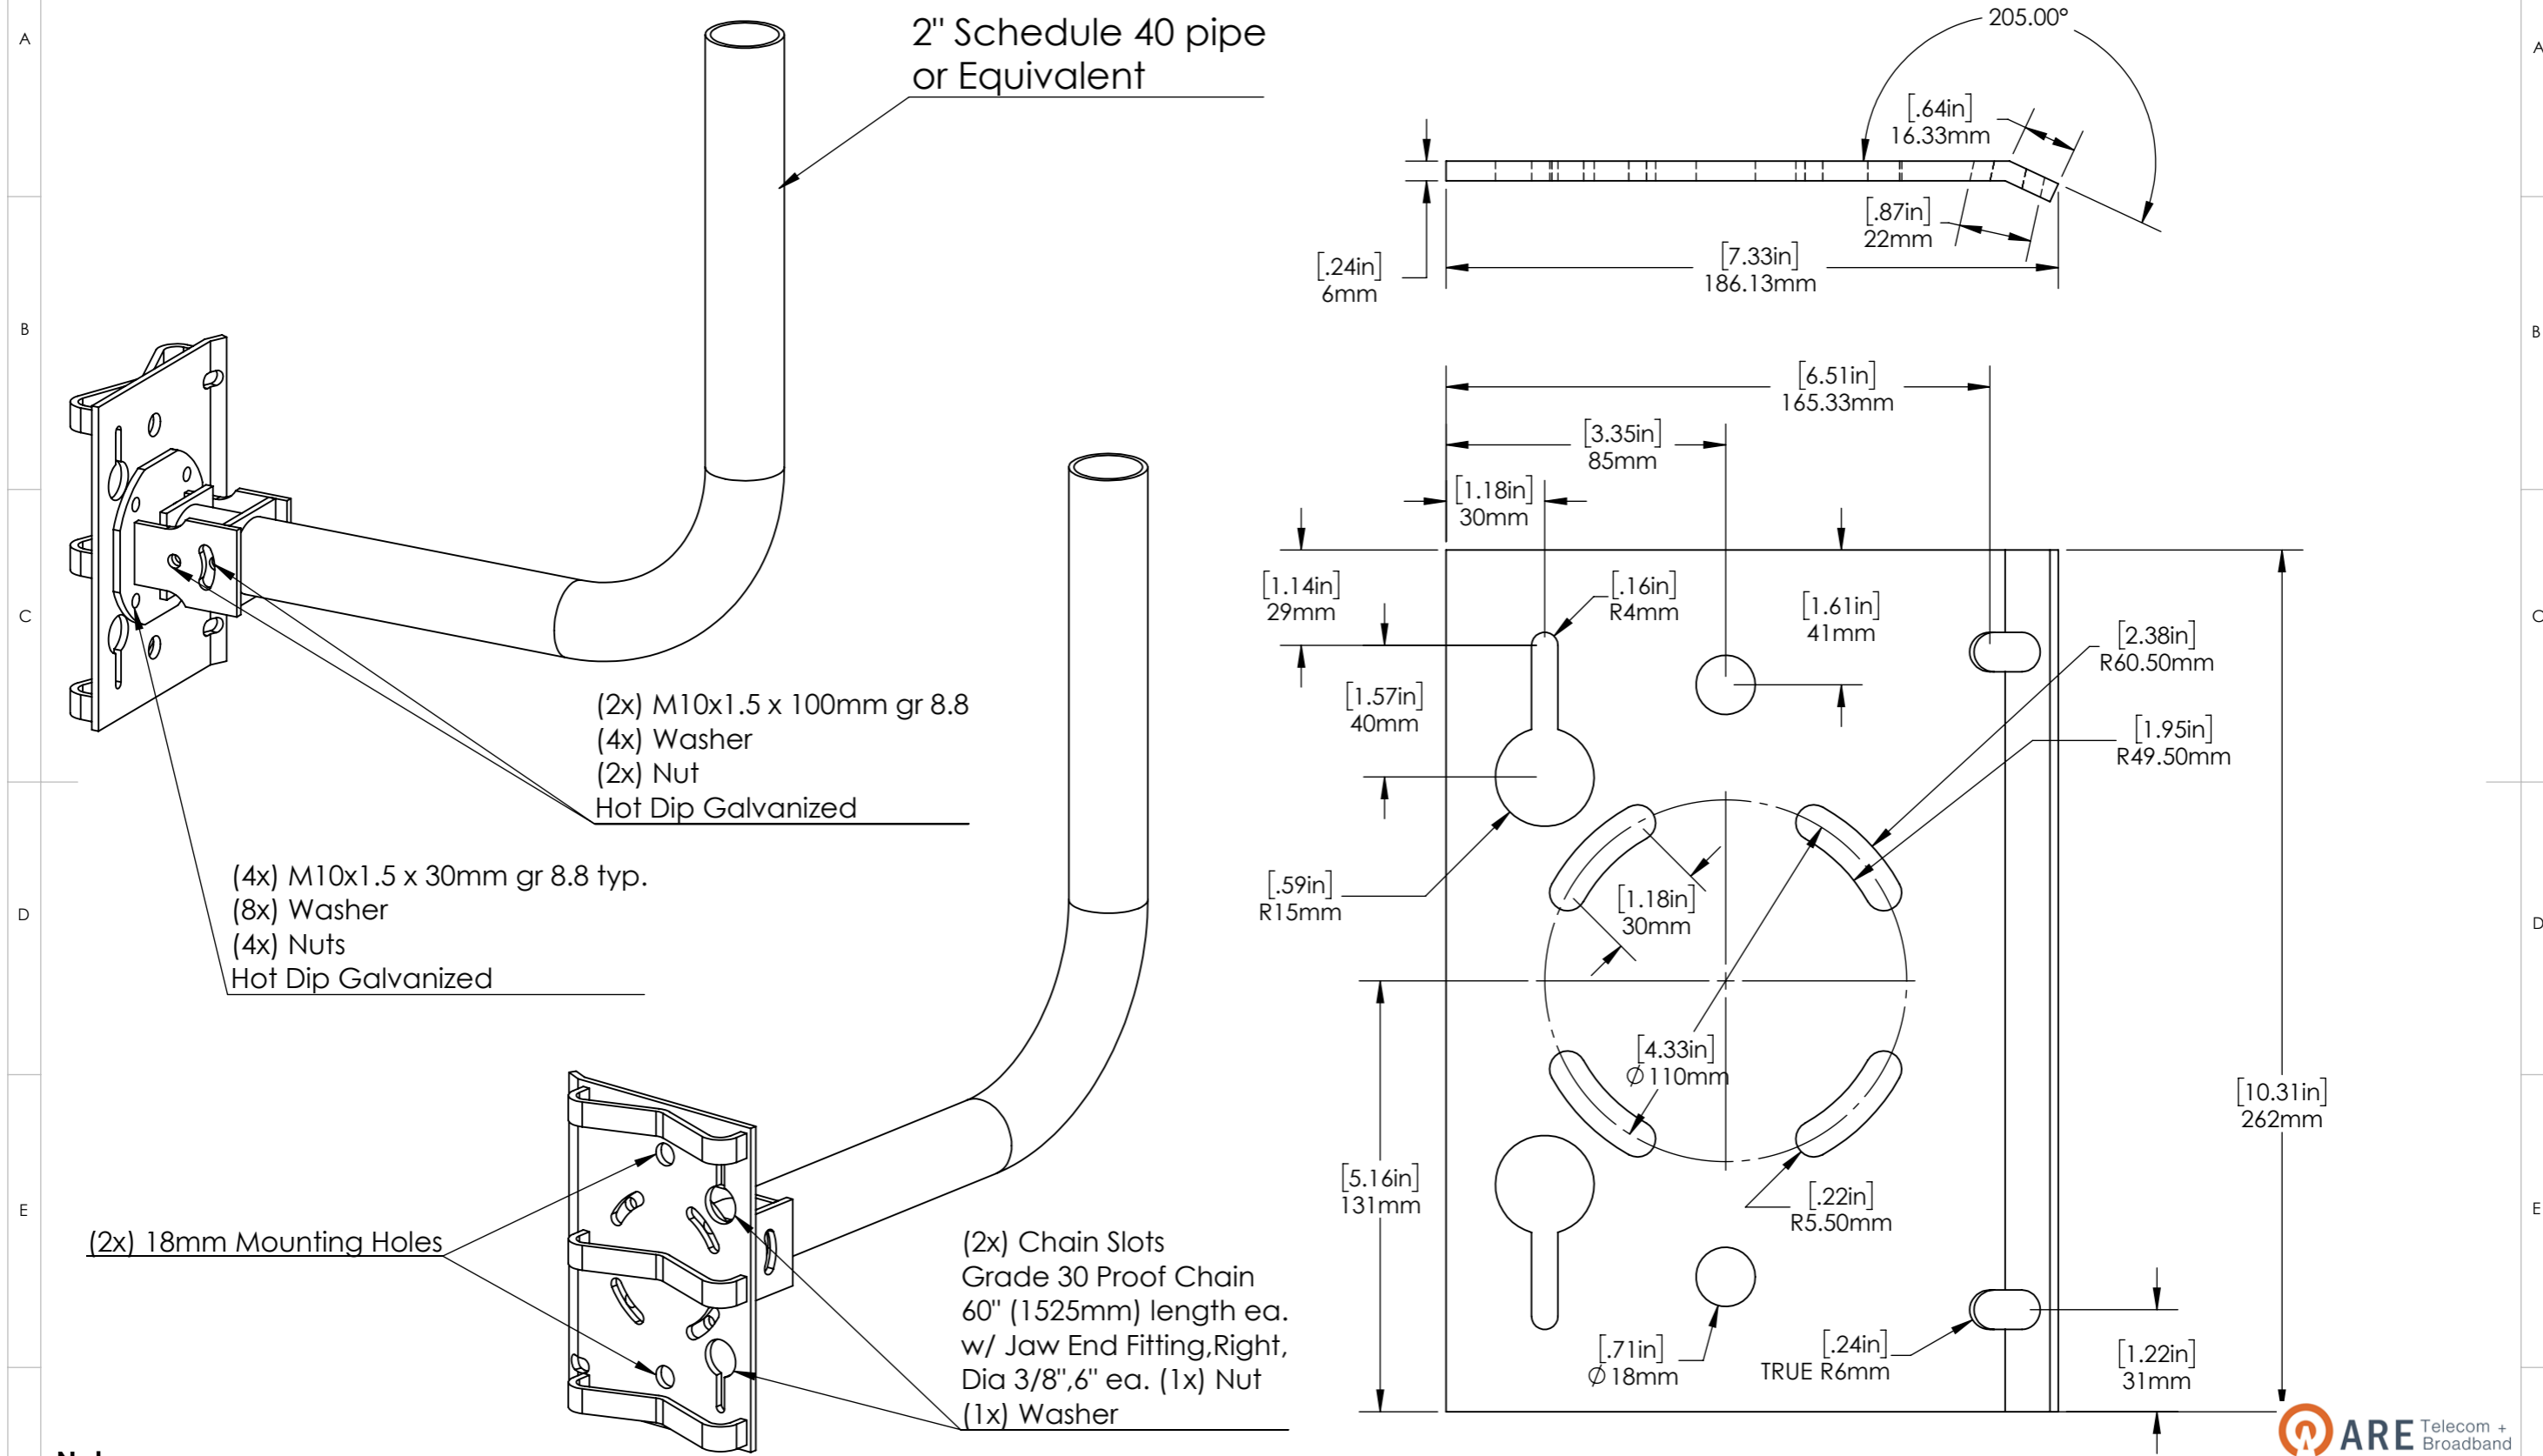 A
A
B
B
C
C
D
D
E
E
2" Schedule 40 pipe
or Equivalent
205.00°
[.64in]
16.33mm
[.87in]
22mm
[.24in]
6mm
[7.33in]
186.13mm
[6.51in]
165.33mm
[3.35in]
85mm
[1.18in]
30mm
[1.14in]
29mm
[.16in]
R4mm
[1.61in]
41mm
[2.38in]
R60.50mm
[1.57in]
40mm
[1.95in]
R49.50mm
(2x) M10x1.5 x 100mm gr 8.8
(4x) Washer
(2x) Nut
Hot Dip Galvanized
(4x) M10x1.5 x 30mm gr 8.8 typ.
(8x) Washer
(4x) Nuts
Hot Dip Galvanized
[.59in]
R15mm
[1.18in]
30mm
[4.33in]
∅110mm
[10.31in]
262mm
[5.16in]
131mm
[.22in]
R5.50mm
(2x) 18mm Mounting Holes
(2x) Chain Slots
Grade 30 Proof Chain
60" (1525mm) length ea.
w/ Jaw End Fitting,Right,
Dia 3/8",6" ea. (1x) Nut
(1x) Washer
[.71in]
∅18mm
[.24in]
TRUE R6mm
[1.22in]
31mm
ARE Telecom +
Broadband